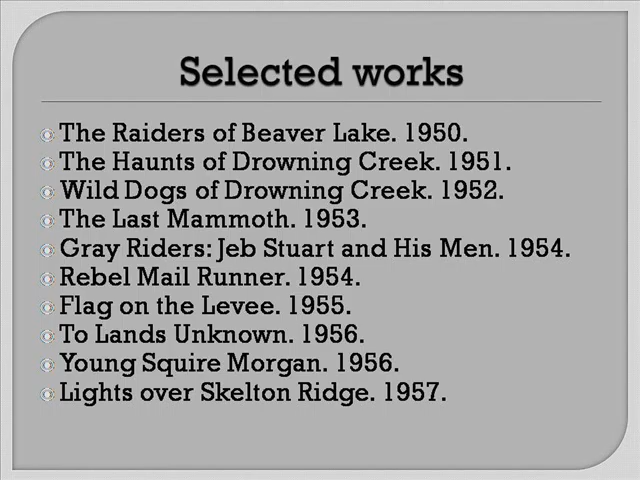 Selected works
The Raiders of Beaver Lake. 1950.
The Haunts of Drowning Creek. 1951.
Wild Dogs of Drowning Creek. 1952.
The Last Mammoth. 1953.
Gray Riders: Jeb Stuart and His Men. 1954.
Rebel Mail Runner. 1954.
Flag on the Levee. 1955.
To Lands Unknown. 1956.
Young Squire Morgan. 1956.
Lights over Skelton Ridge. 1957.